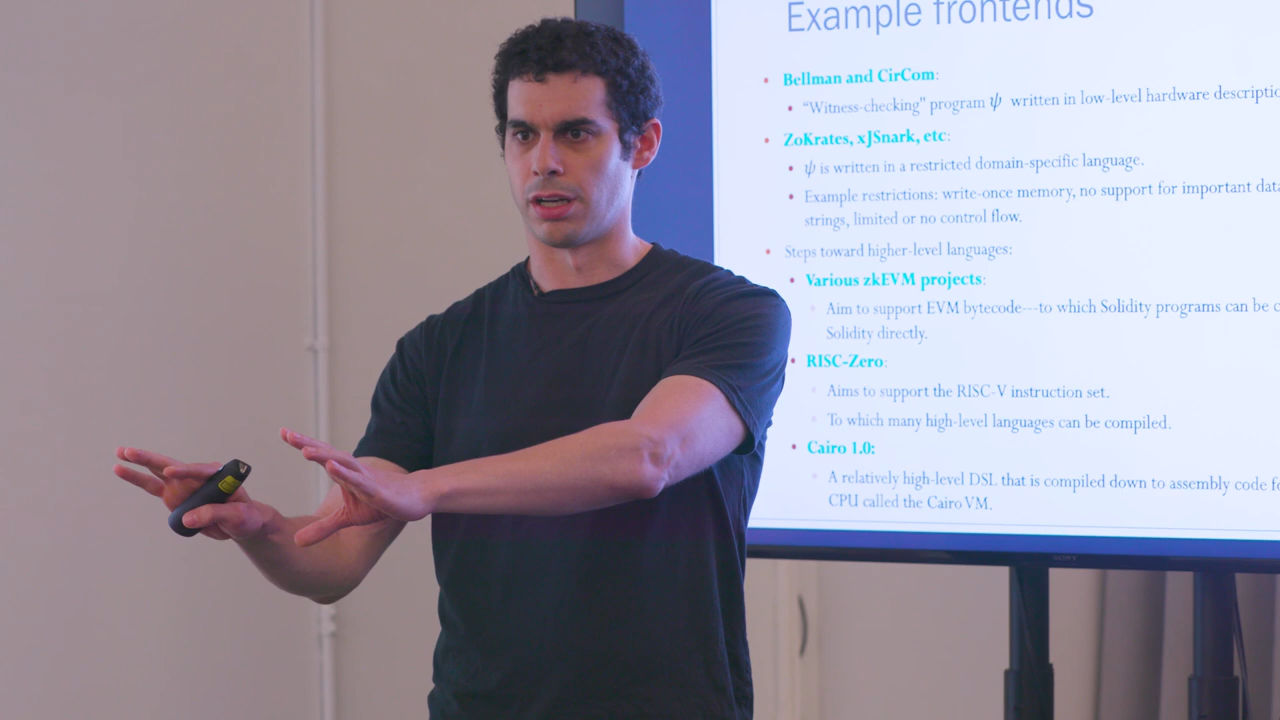 Example frontends
• Bellman and CirCom:
• “Witness-checking” program ψ written in low-level hardware
• ZoKrates, xJSnark, etc:
• ψ is written in a restricted domain-specific language.
• Example restrictions: write-once memory, no support for important
strings, limited or no control flow.
• Steps toward higher-level languages:
• Various zkEVM projects:
• Aim to support EVM bytecode---to which Solidity programs can be
Solidity directly.
• RISC-Zero:
• Aims to support the RISC-V instruction set.
• To which many high-level languages can be compiled.
• Cairo 1.0:
• A relatively high-level DSL that is compiled down to assembly code
CPU called the Cairo VM.
SONY